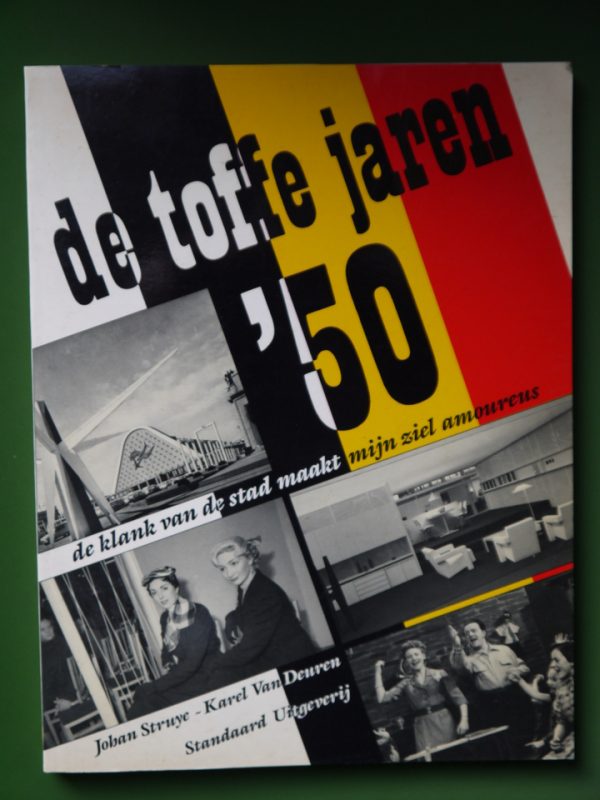 de toffe jaren
'50
de klank van de stad maakt mijn ziel amoureus
Johan Struye - Karel Van Deuren
Standaard Uitgeverij